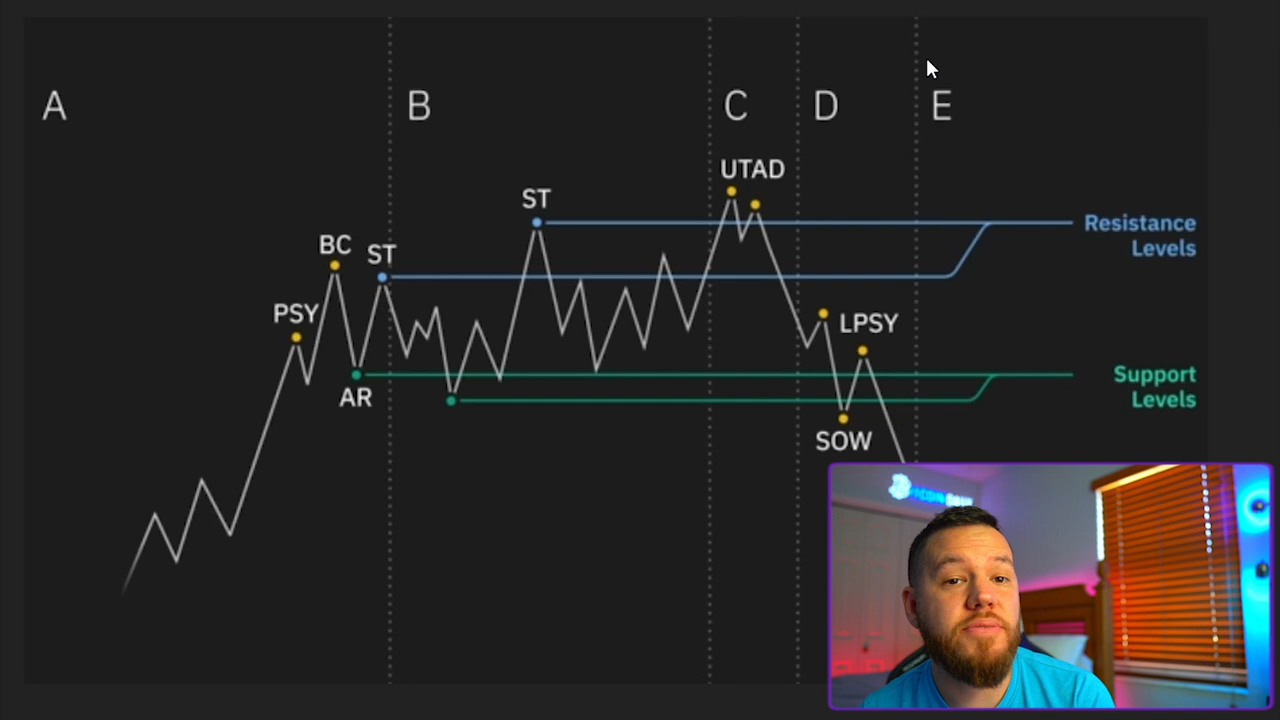 A
B
C
D
E
UTAD
ST
BC
ST
PSY
AR
LPSY
SOW
Resistance
Levels
Support
Levels